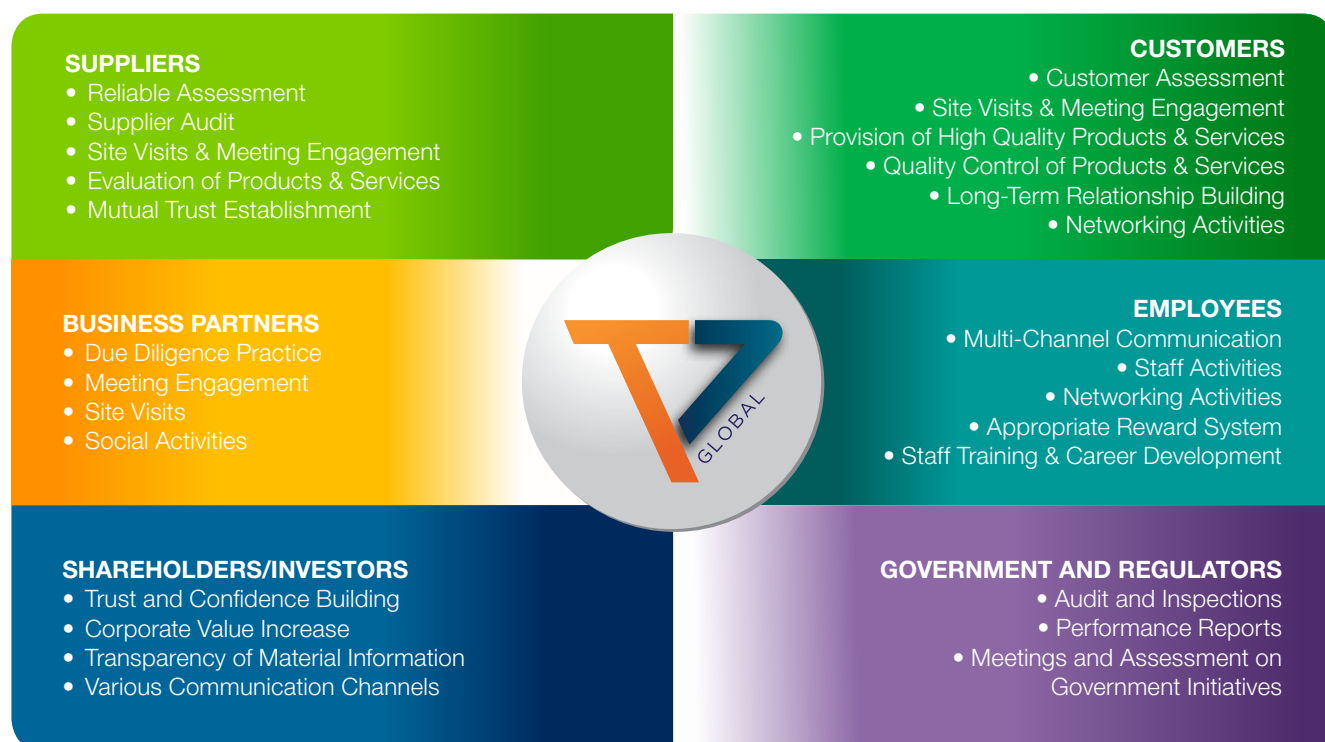 SUPPLIERS
• Reliable Assessment
• Supplier Audit
• Site Visits & Meeting Engagement
• Evaluation of Products & Services
• Mutual Trust Establishment
CUSTOMERS
• Customer Assessment
• Site Visits & Meeting Engagement
• Provision of High Quality Products & Services
• Quality Control of Products & Services
• Long-Term Relationship Building
• Networking Activities
BUSINESS PARTNERS
• Due Diligence Practice
• Meeting Engagement
• Site Visits
• Social Activities
GLOBAL
EMPLOYEES
• Multi-Channel Communication
• Staff Activities
• Networking Activities
• Appropriate Reward System
• Staff Training & Career Development
SHAREHOLDERS/INVESTORS
• Trust and Confidence Building
• Corporate Value Increase
• Transparency of Material Information
• Various Communication Channels
GOVERNMENT AND REGULATORS
• Audit and Inspections
• Performance Reports
• Meetings and Assessment on
Government Initiatives